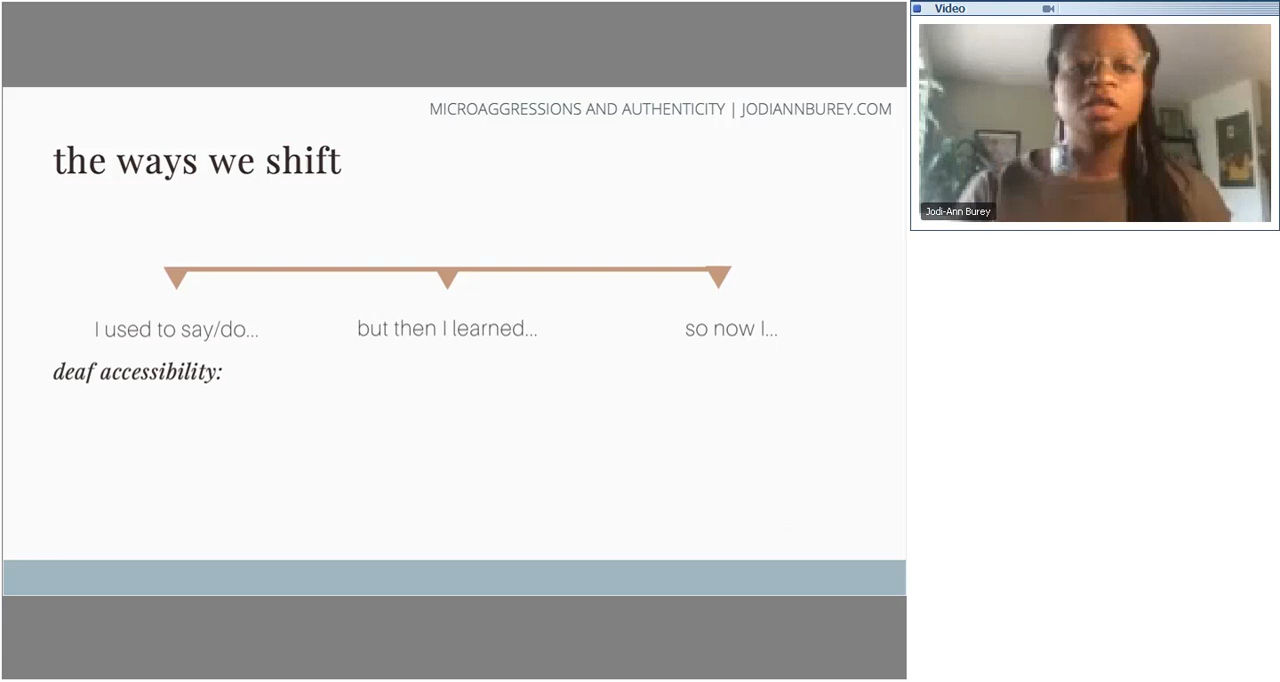 MICROAGGRESSIONS AND AUTHENTICITY | JODIANNBUREY.COM
the ways we shift
I used to say/do...
but then I learned...
so now I...
deaf accessibility:
Video
Jodi-Ann Burey